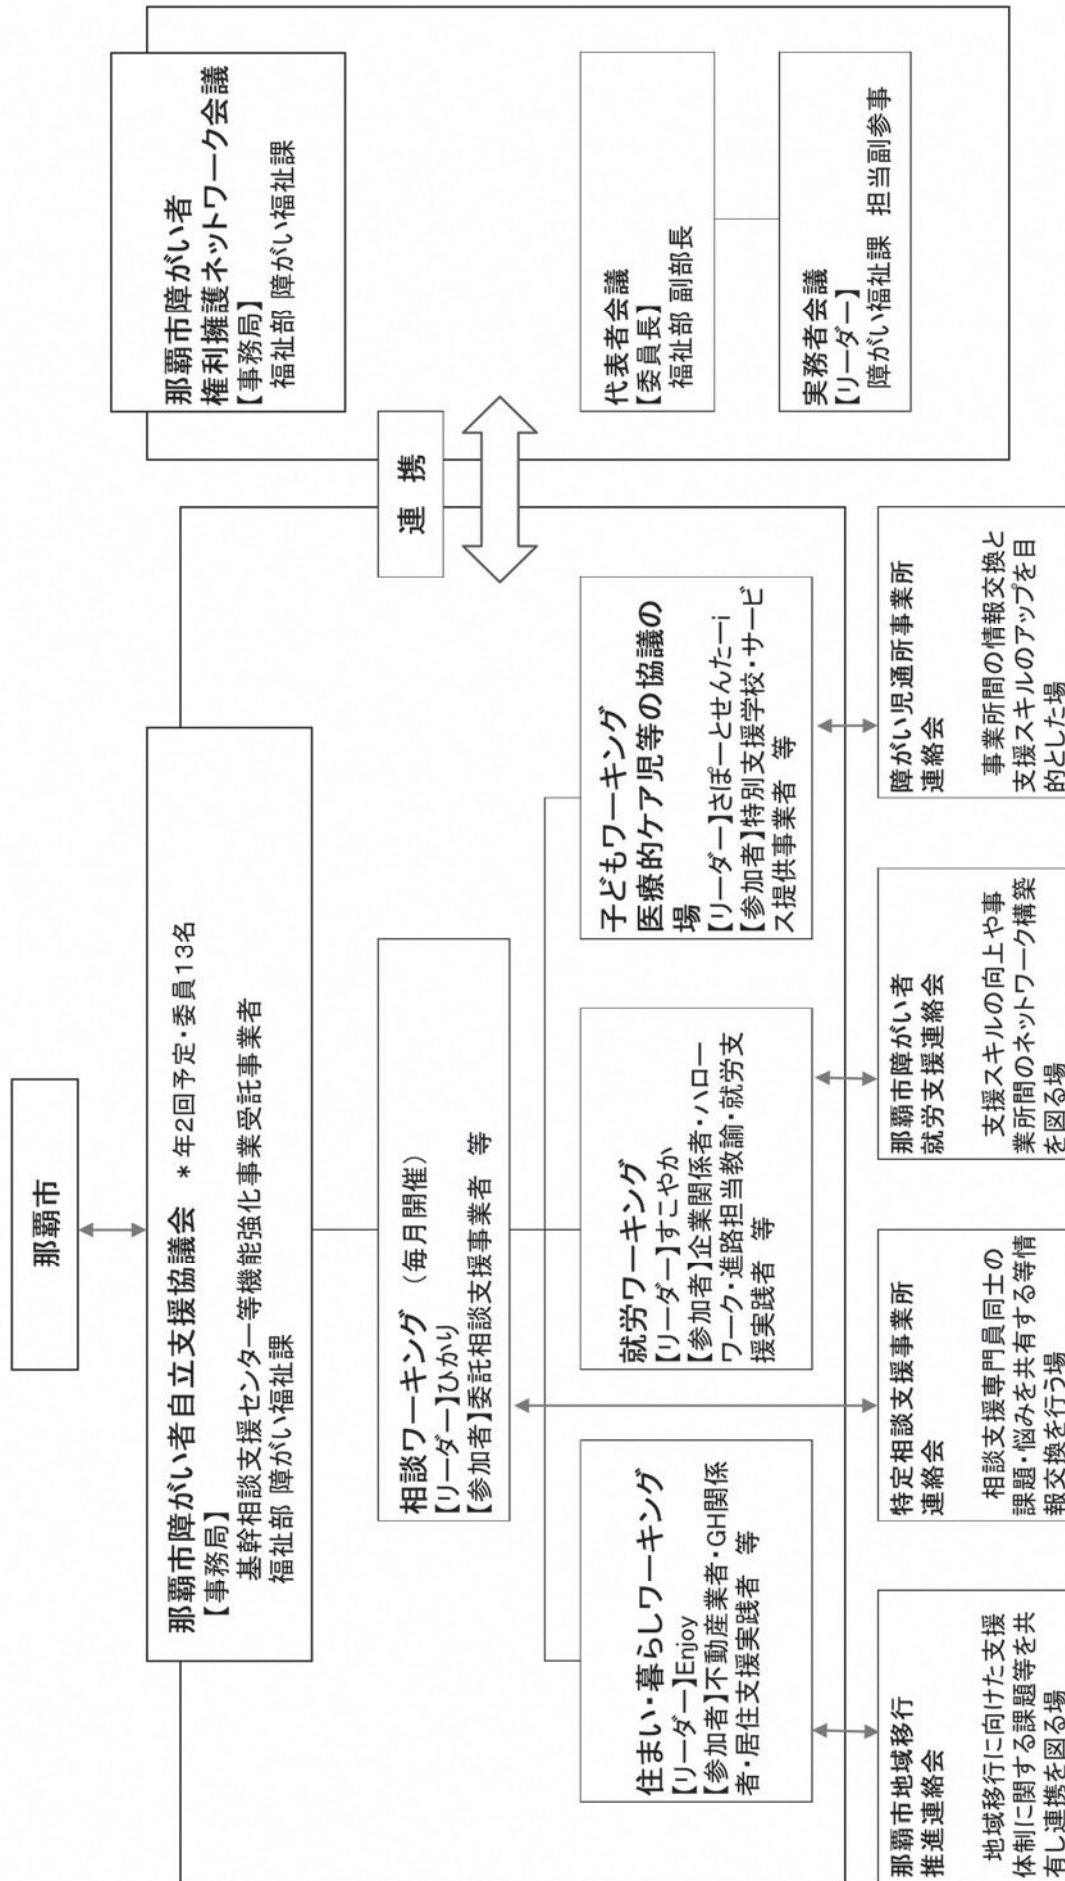 那覇市
那覇市障がい者自立支援協議会　*年2回予定・委員13名
【事務局】
基幹相談支援センター等機能強化事業受託事業者
福祉部 障がい福祉課
相談ワーキング （毎月開催）
【リーダー】ひかり
【参加者】委託相談支援事業者　等
住まい・暮らしワーキング
【リーダー】Enjoy
【参加者】不動産業者・GH関係
者・居住支援実践者　等
就労ワーキング
【リーダー】すこやか
【参加者】企業関係者・ハロー
ワーク・進路担当教諭・就労支
援実践者　等
子どもワーキング
医療的ケア児等の協議の
場
【リーダー】さぽーとせんたーi
【参加者】特別支援学校・サービ
ス提供事業者　等
那覇市地域移行
推進連絡会
地域移行に向けた支援
体制に関する課題等を共
有し連携を図る場
特定相談支援事業所
連絡会
相談支援専門員同士の
課題・悩みを共有する等情
報交換を行う場
那覇市障がい者
就労支援連絡会
支援スキルの向上や事
業所間のネットワーク構築
を図る場
障がい児通所事業所
連絡会
事業所間の情報交換と
支援スキルのアップを目
的とした場
連 携
那覇市障がい者
権利擁護ネットワーク会議
【事務局】
福祉部 障がい福祉課
代表者会議
【委員長】
福祉部 副部長
実務者会議
【リーダー】
障がい福祉課　担当副参事